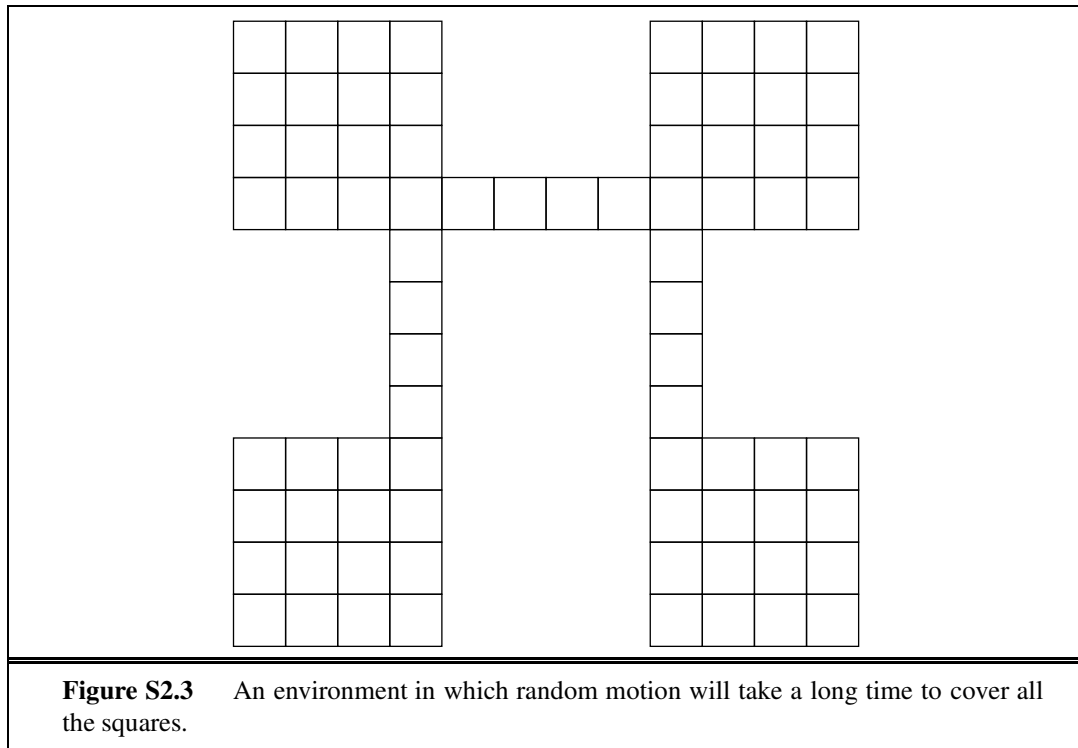 Figure S2.3 An environment in which random motion will take a long time to cover all
the squares.